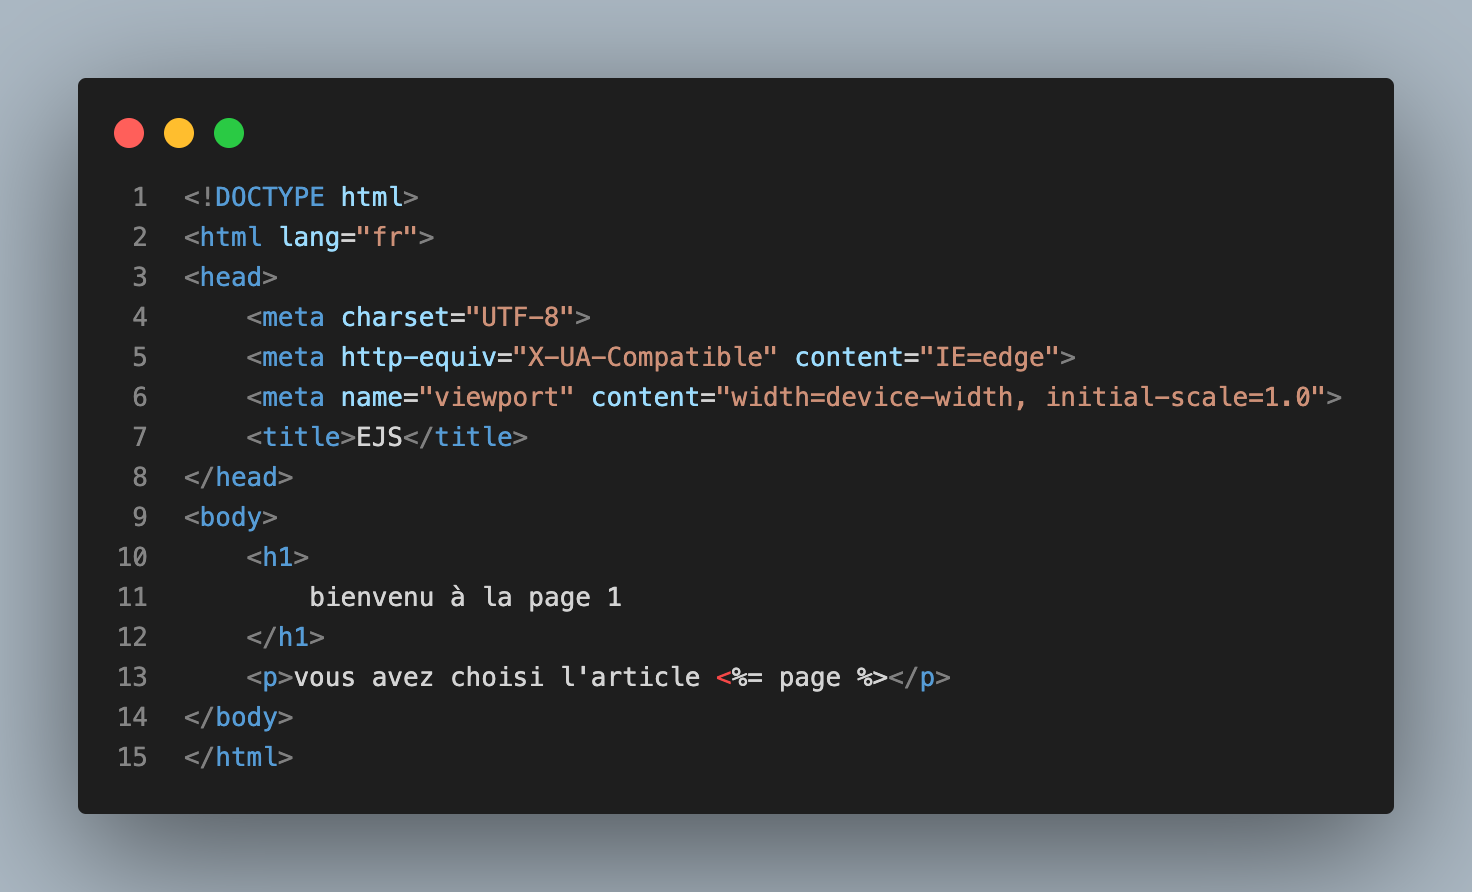 1 <!DOCTYPE html>
2 <html lang="fr">
3 <head>
4     <meta charset="UTF-8">
5     <meta http-equiv="X-UA-Compatible" content="IE=edge">
6     <meta name="viewport" content="width=device-width, initial-scale=1.0">
7     <title>EJS</title>
8 </head>
9 <body>
10     <h1>
11         bienvenu à la page 1
12     </h1>
13     <p>vous avez choisi l'article <%= page %></p>
14 </body>
15 </html>